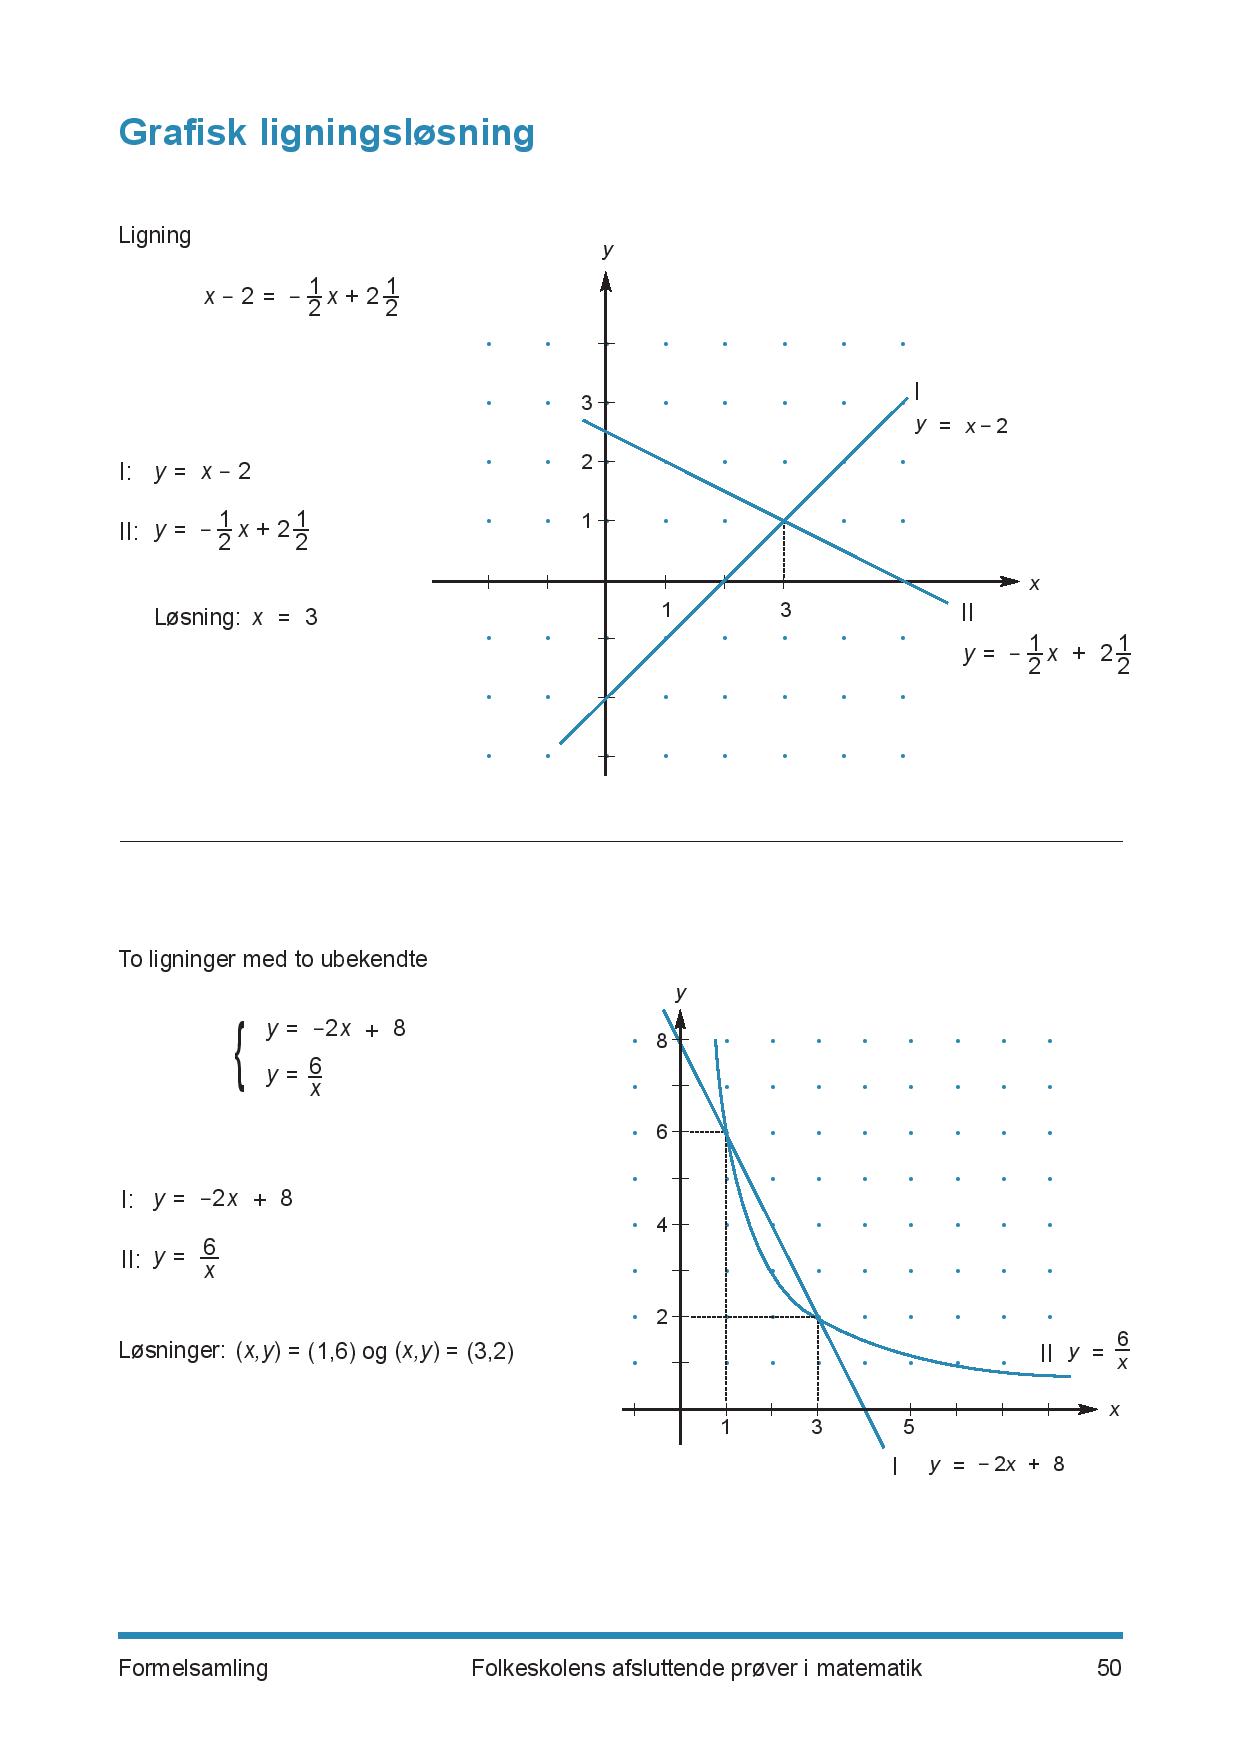 Grafisk ligningsløsning
Ligning
x – 2 = – 1/2 x + 2 1/2
I: y = x – 2
II: y = – 1/2 x + 2 1/2
Løsning: x = 3
y
3
2
1
1
3
x
I
y = x – 2
II
y = – 1/2 x + 2 1/2
To ligninger med to ubekendte
{ y = –2x + 8
y = 6/x
I: y = –2x + 8
II: y = 6/x
Løsninger: (x,y) = (1,6) og (x,y) = (3,2)
y
8
6
4
2
1
3
5
x
II y = 6/x
I y = – 2x + 8
Formelsamling Folkeskolens afsluttende prøver i matematik 50